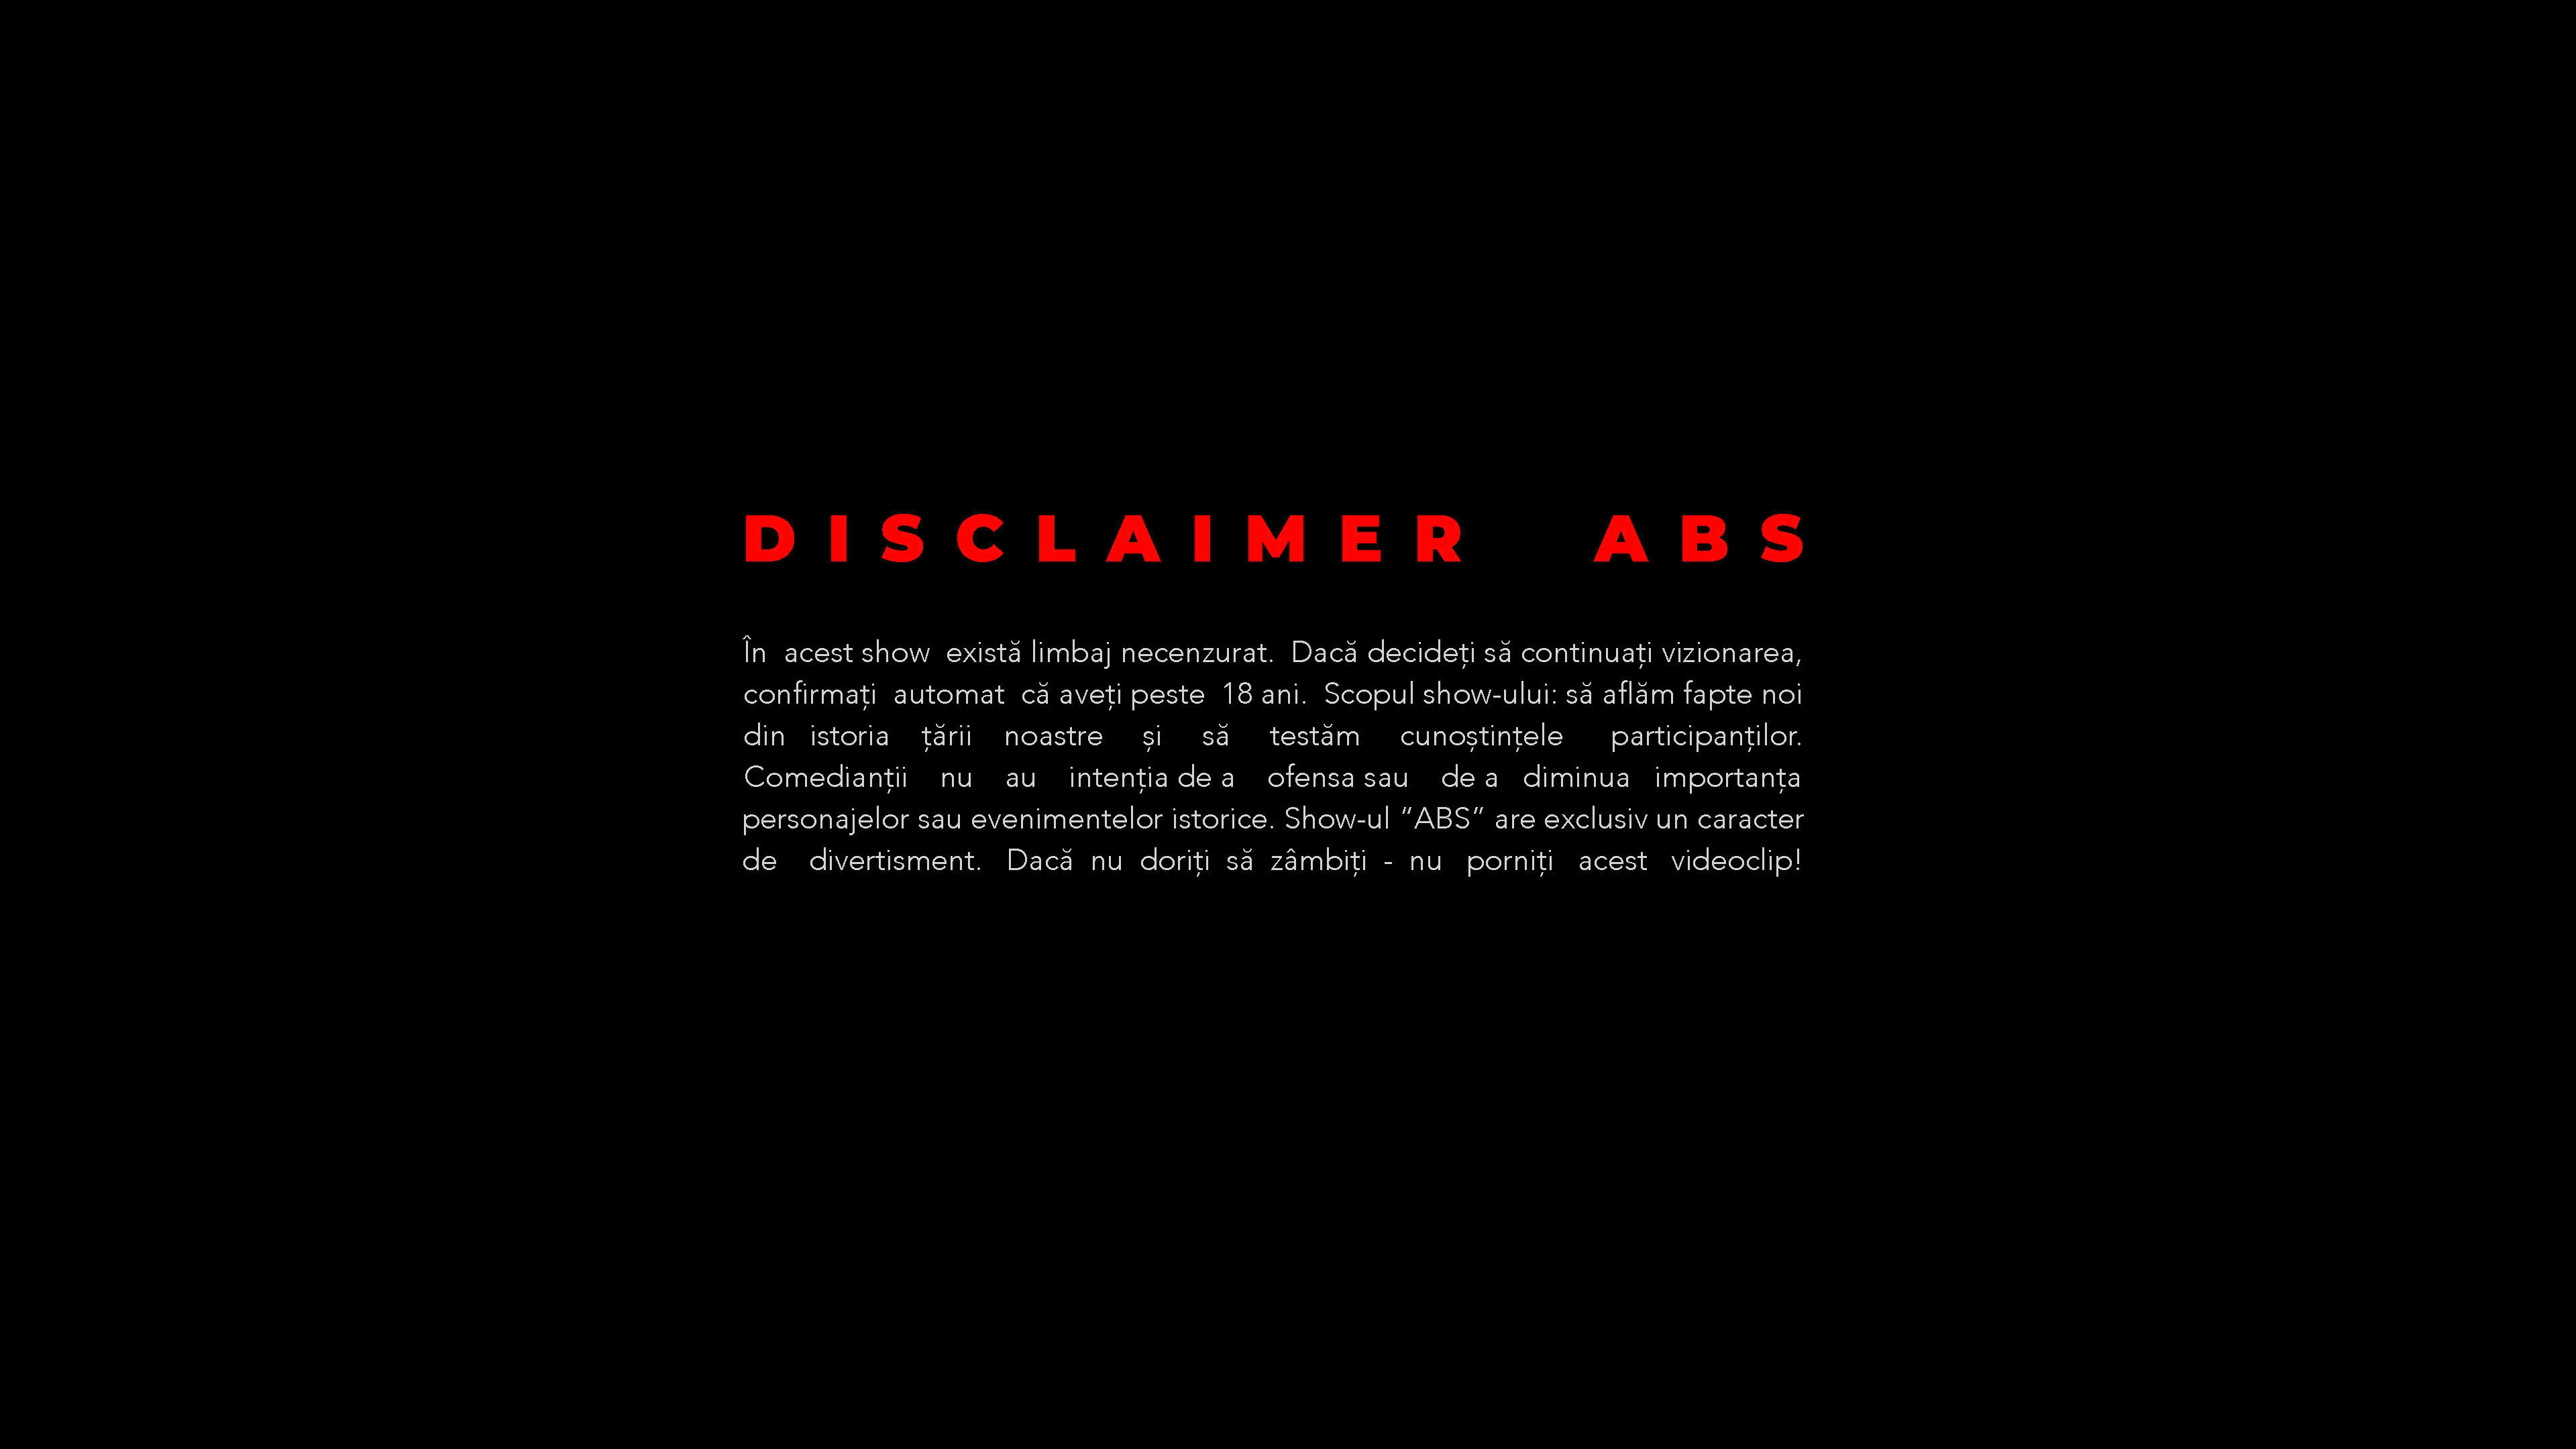 DISCLAIMER ABS
În acest show există limbaj necenzurat. Dacă decideți să continuați vizionarea,
confirmați automat că aveți peste 18 ani. Scopul show-ului: să aflăm fapte noi
din istoria țării noastre și să testăm cunoștințele participanților.
Comedianții nu au intenția de a ofensa sau de a diminua importanța
personajelor sau evenimentelor istorice. Show-ul “ABS” are exclusiv un caracter
de divertisment. Dacă nu doriți să zâmbiți - nu porniți acest videoclip!